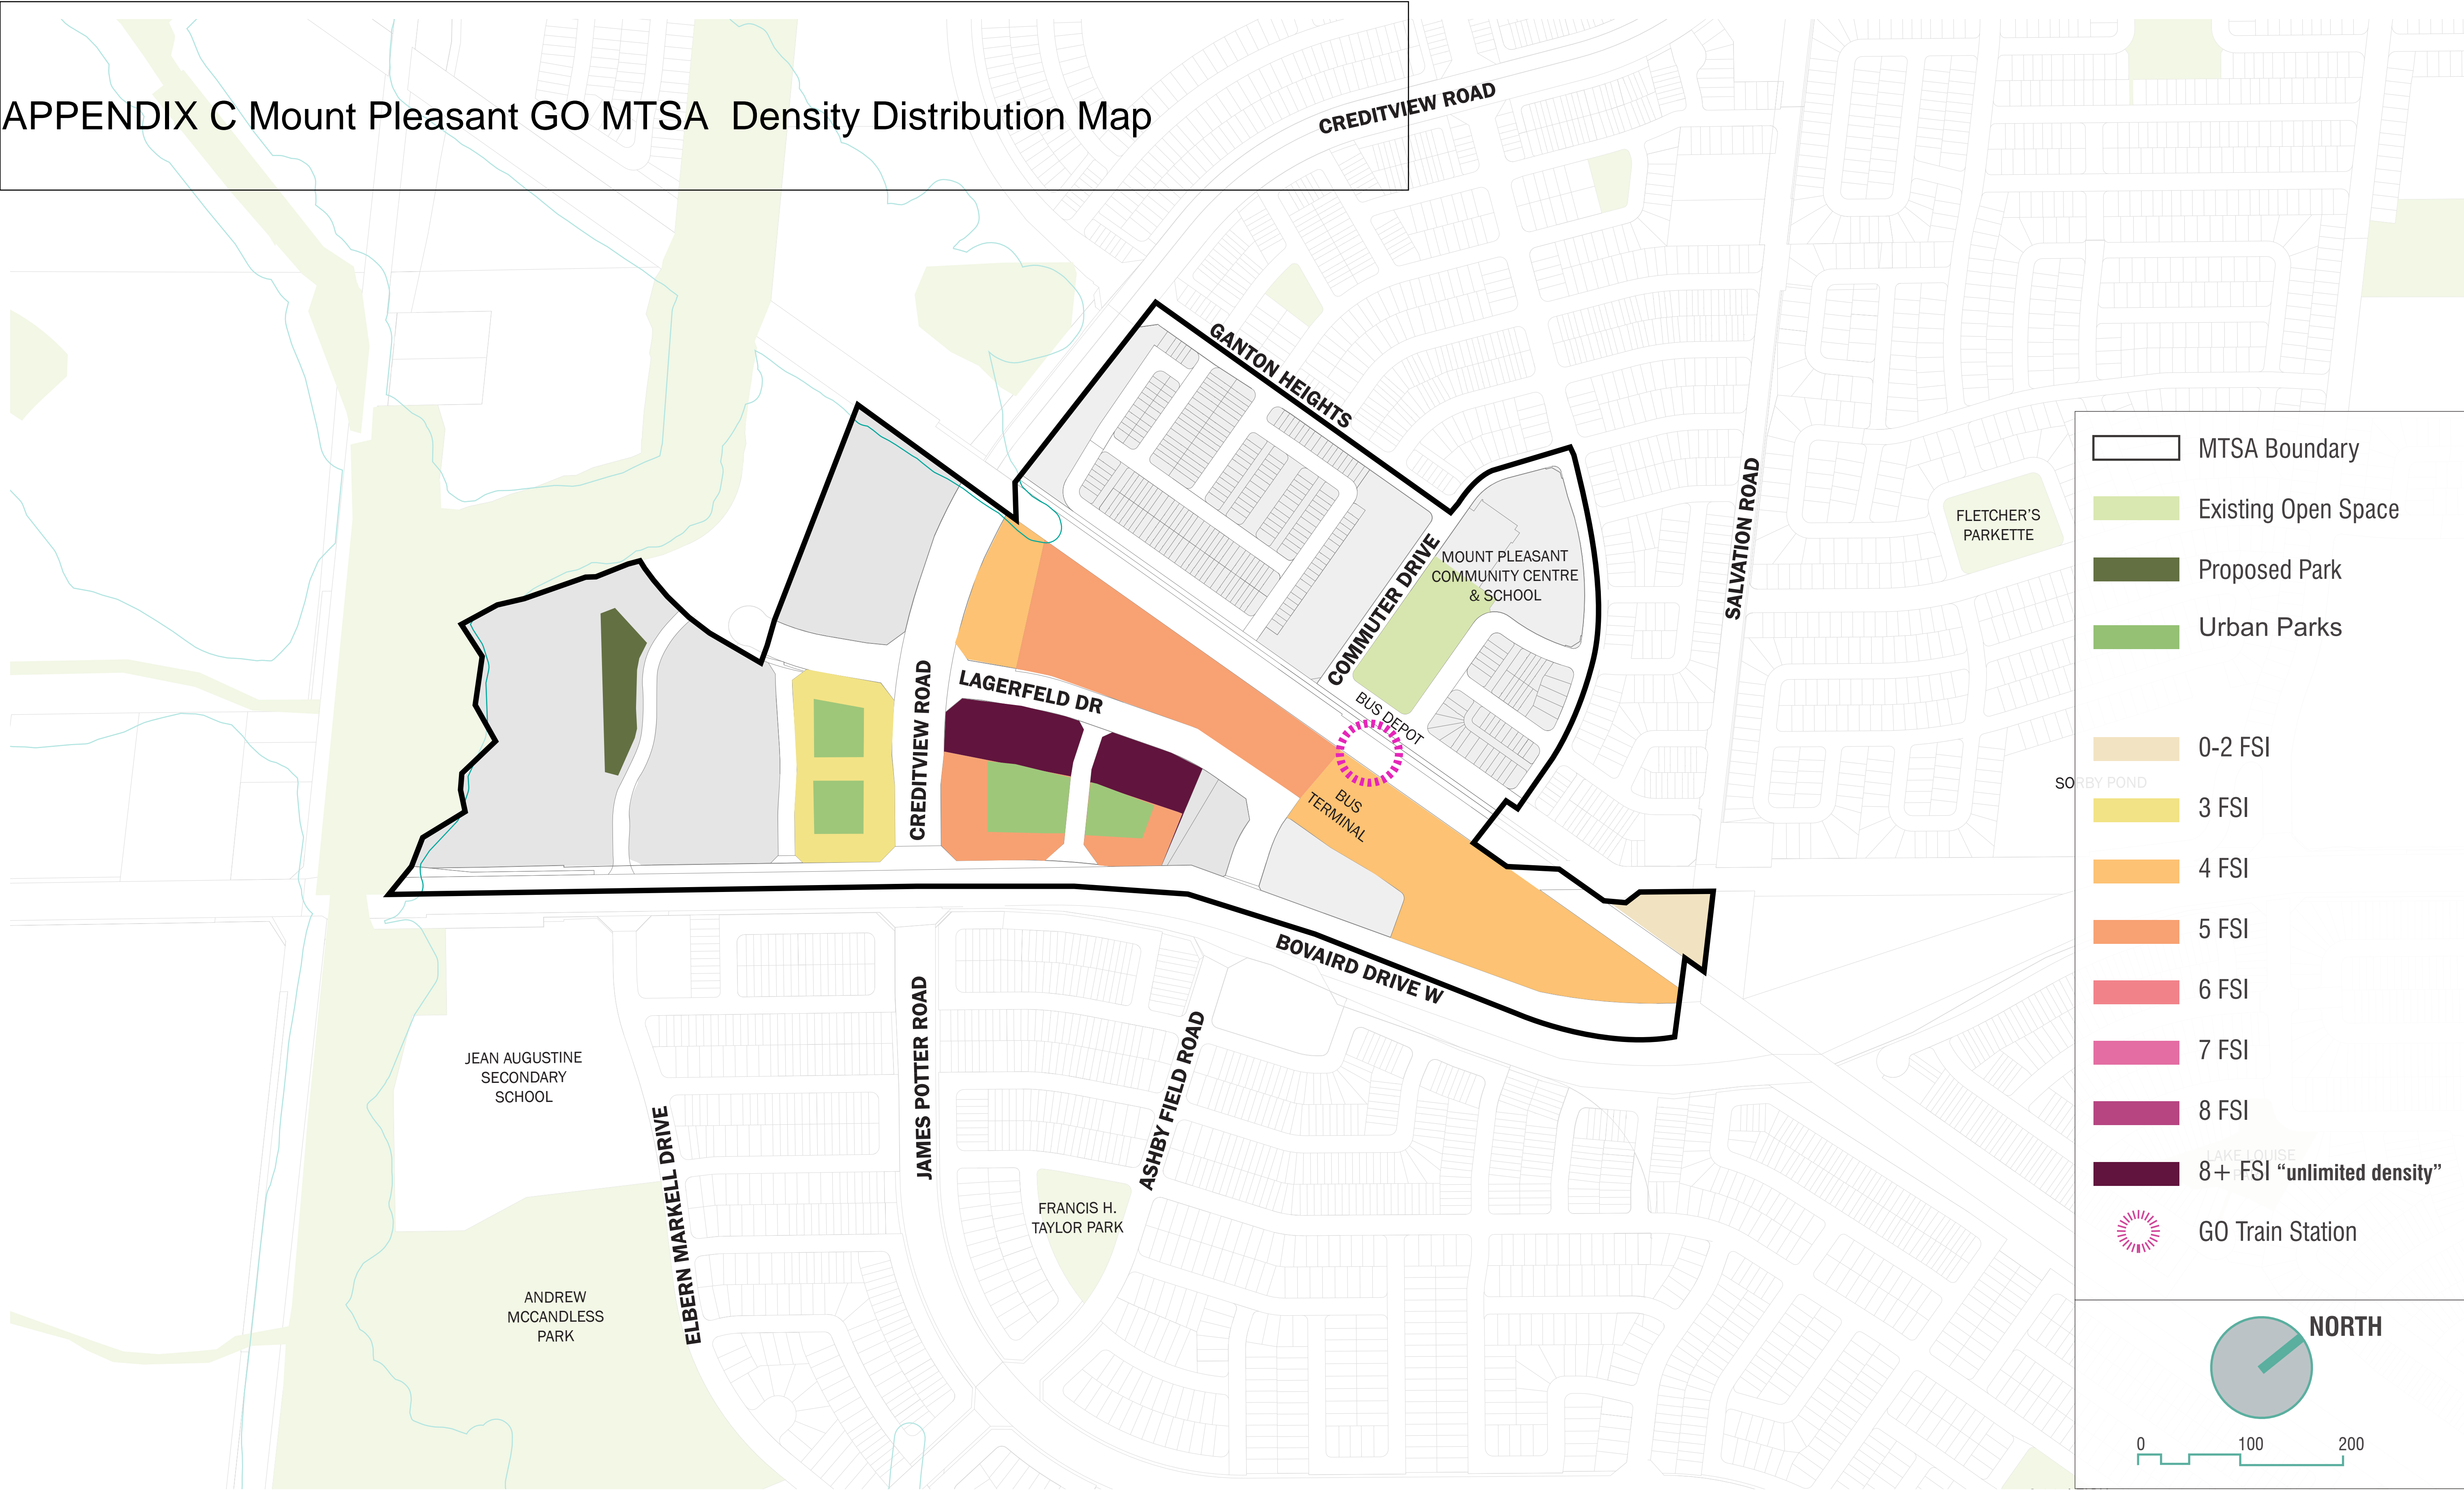 APPENDIX C Mount Pleasant GO MTSA  Density Distribution Map
CREDITVIEW ROAD
GANTON HEIGHTS
SALVATION ROAD
FLETCHER'S
PARKETTE
COMMUTER DRIVE
MOUNT PLEASANT
COMMUNITY CENTRE
& SCHOOL
CREDITVIEW ROAD
LAGERFELD DR
BUS DEPOT
BUS
TERMINAL
SORBY POND
BOVAIRD DRIVE W
JEAN AUGUSTINE
SECONDARY
SCHOOL
ELBERN MARKELL DRIVE
JAMES POTTER ROAD
ASHBY FIELD ROAD
FRANCIS H.
TAYLOR PARK
ANDREW
MCCANDLESS
PARK
MTSA Boundary
Existing Open Space
Proposed Park
Urban Parks
0-2 FSI
3 FSI
4 FSI
5 FSI
6 FSI
7 FSI
8 FSI
LAKE LOUISE
8+ FSI “unlimited density”
GO Train Station
NORTH
0 100 200